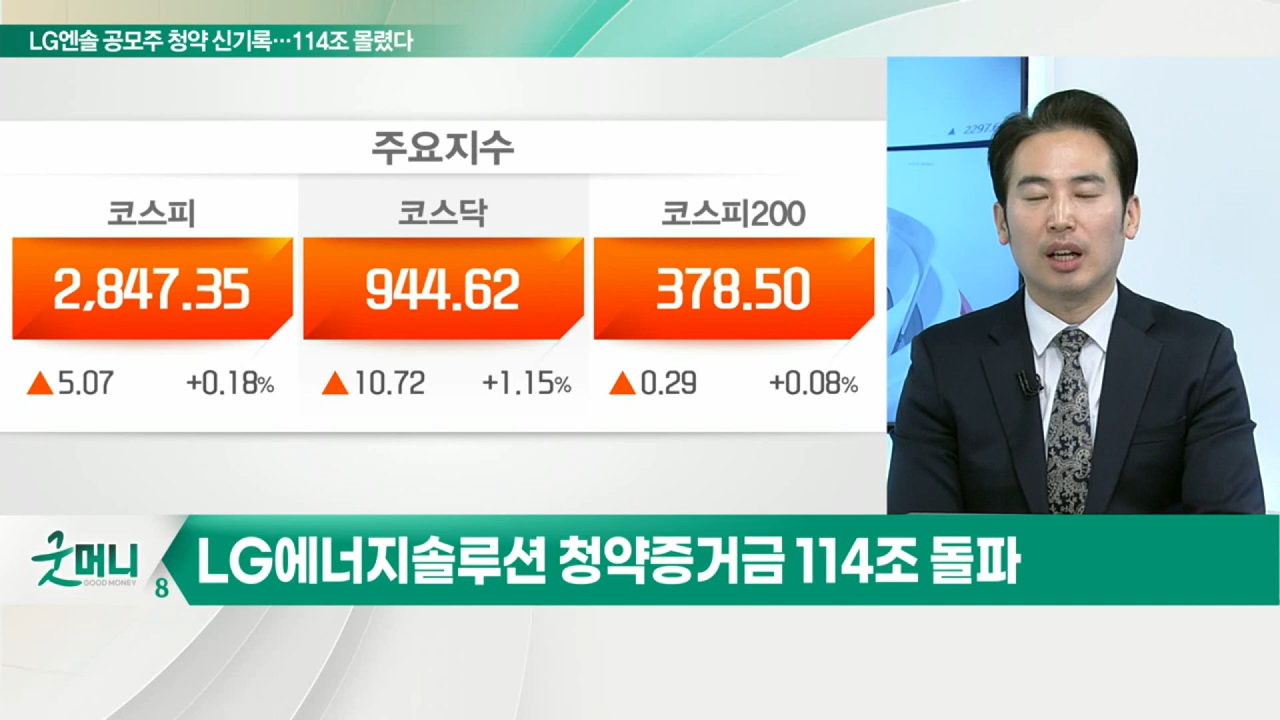 LG엔솔 공모주 청약 신기록…114조 몰렸다
주요지수
코스피
2,847.35
▲5.07 +0.18%
코스닥
944.62
▲10.72 +1.15%
코스피200
378.50
▲0.29 +0.08%
굿머니
GOOD MONEY
8
LG에너지솔루션 청약증거금 114조 돌파